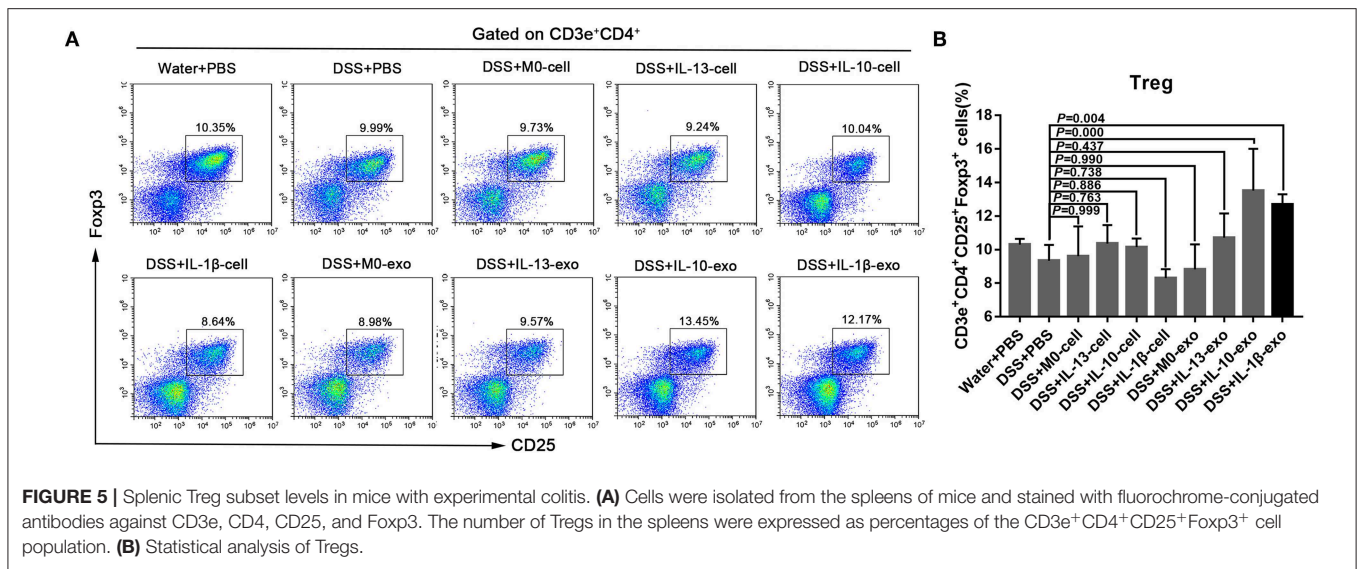 A
Gated on CD3e⁺CD4⁺
Water+PBS DSS+PBS DSS+M0-cell DSS+IL-13-cell DSS+IL-10-cell
10.35% 9.99% 9.73% 9.24% 10.04%
DSS+IL-1β-cell DSS+M0-exo DSS+IL-13-exo DSS+IL-10-exo DSS+IL-1β-exo
8.64% 8.98% 9.57% 13.45% 12.17%
10² 10³ 10⁴ 10⁵ 10⁶ 10⁷
Foxp3
CD25
B
Treg
CD3e⁺CD4⁺CD25⁺Foxp3⁺ cells(%)
18
16
14
12
10
8
6
P=0.004
P=0.000
P=0.437
P=0.990
P=0.738
P=0.886
P=0.763
P=0.999
Water+PBS
DSS+PBS
DSS+M0-cell
DSS+IL-13-cell
DSS+IL-10-cell
DSS+IL-1β-cell
DSS+M0-exo
DSS+IL-13-exo
DSS+IL-10-exo
DSS+IL-1β-exo
FIGURE 5 | Splenic Treg subset levels in mice with experimental colitis. (A) Cells were isolated from the spleens of mice and stained with fluorochrome-conjugated
antibodies against CD3e, CD4, CD25, and Foxp3. The number of Tregs in the spleens were expressed as percentages of the CD3e⁺CD4⁺CD25⁺Foxp3⁺ cell
population. (B) Statistical analysis of Tregs.